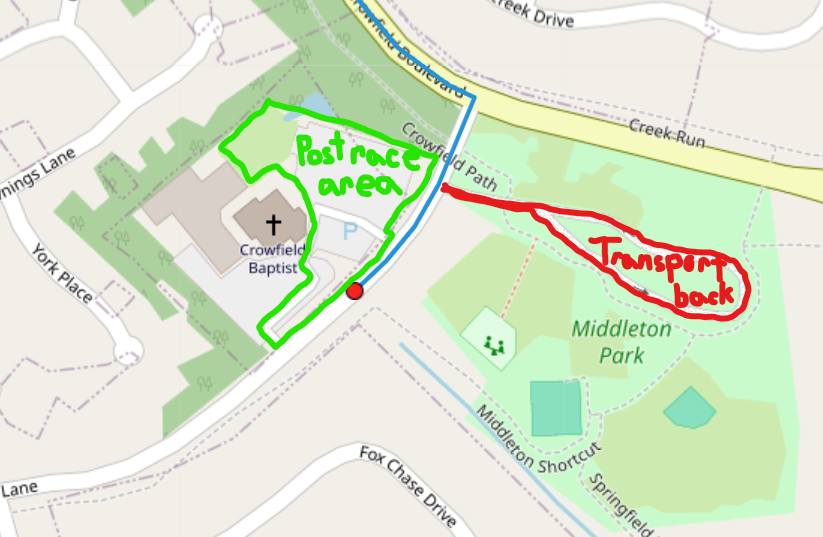 Creek Drive
Crowfield Boulevard
Creek Run
Crowfield Path
Post race
area
nings Lane
P
Crowfield
Baptist
York Place
Transport
back
Middleton
Park
Middleton Shortcut
Fox Chase Drive
Springfield
Lane